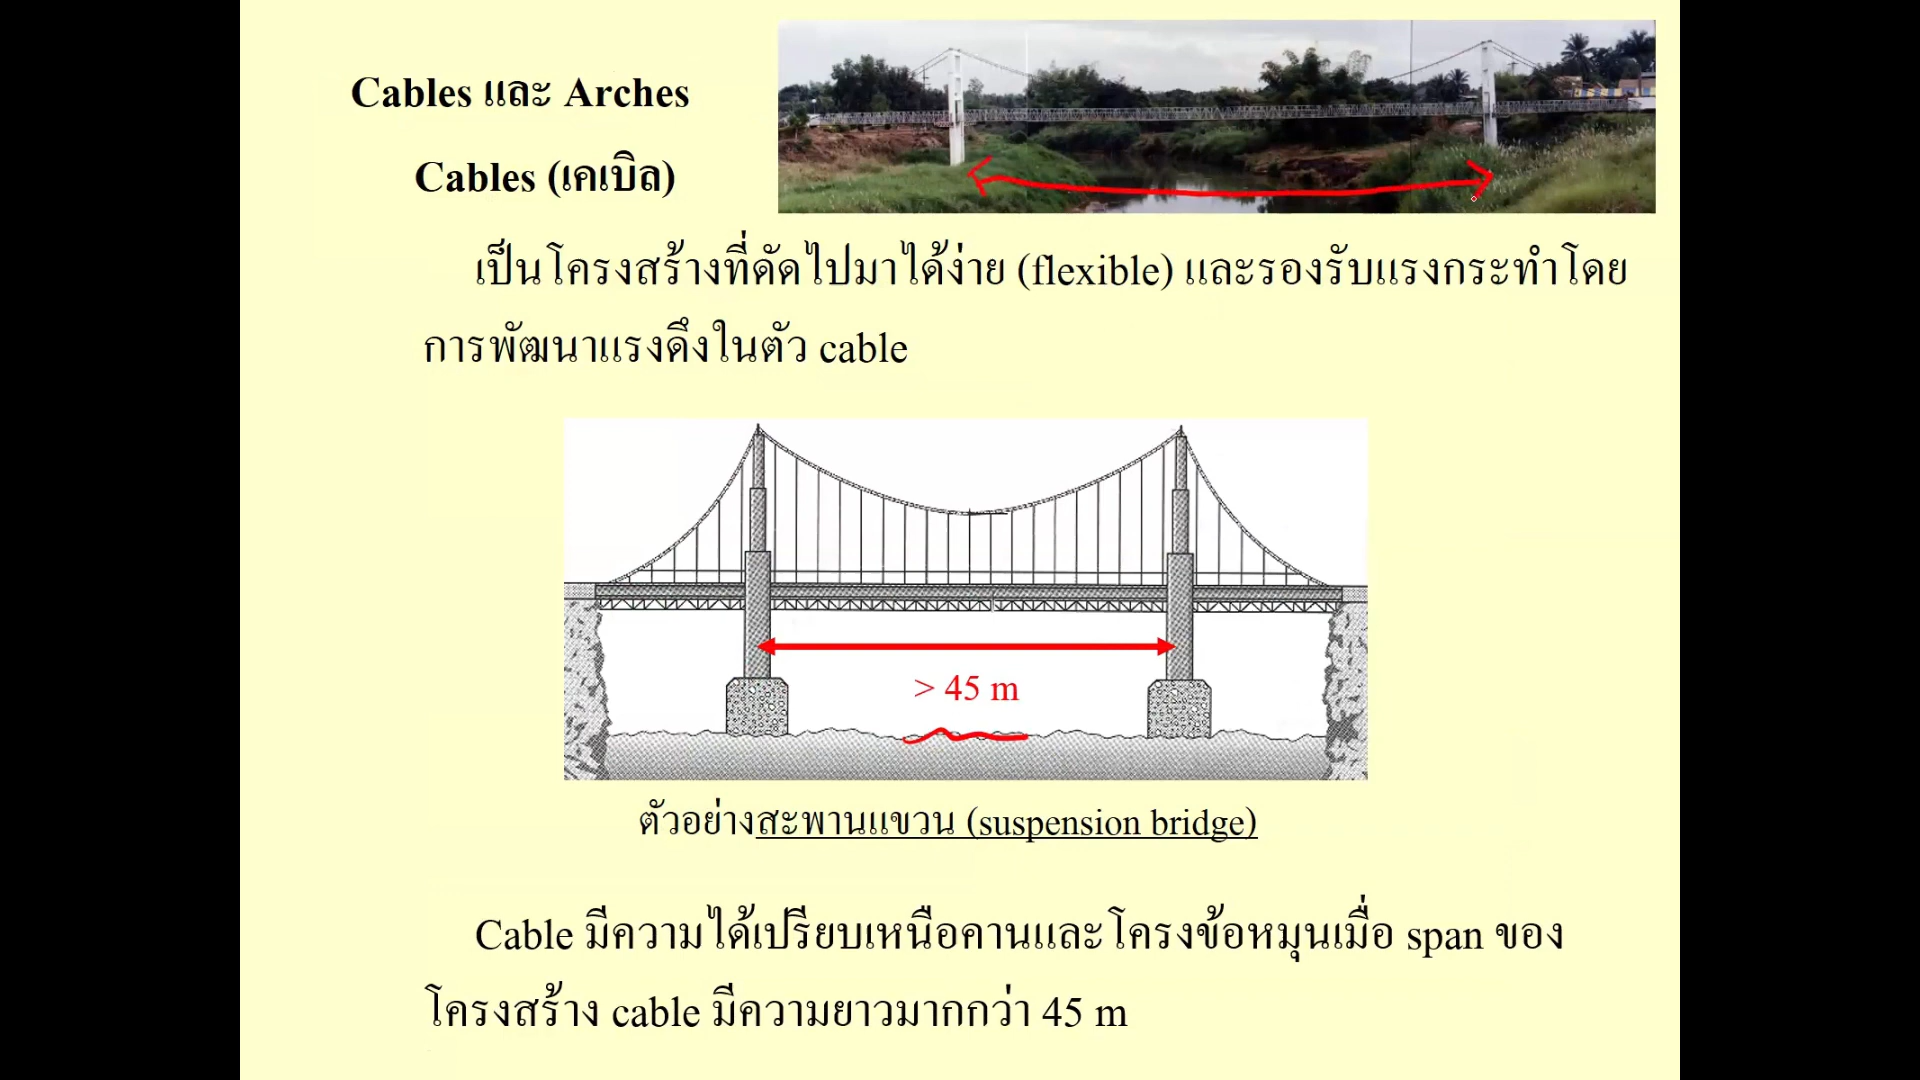 Cables และ Arches
Cables (เคเบิล)
เป็นโครงสร้างที่ดัดไปมาได้ง่าย (flexible) และรองรับแรงกระทำโดย
การพัฒนาแรงดึงในตัว cable
> 45 m
ตัวอย่างสะพานแขวน (suspension bridge)
Cable มีความได้เปรียบเหนือคานและโครงข้อหมุนเมื่อ span ของ
โครงสร้าง cable มีความยาวมากกว่า 45 m